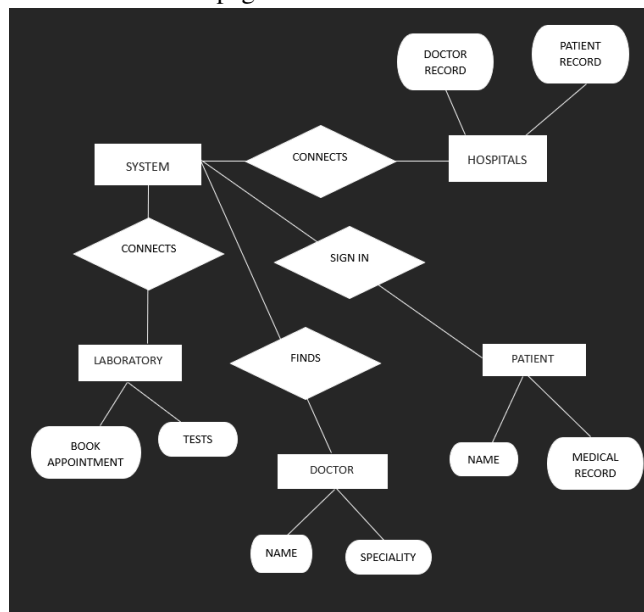 DOCTOR
RECORD
PATIENT
RECORD
SYSTEM
CONNECTS
HOSPITALS
CONNECTS
SIGN IN
LABORATORY
FINDS
PATIENT
BOOK
APPOINTMENT
TESTS
DOCTOR
NAME
MEDICAL
RECORD
NAME
SPECIALITY